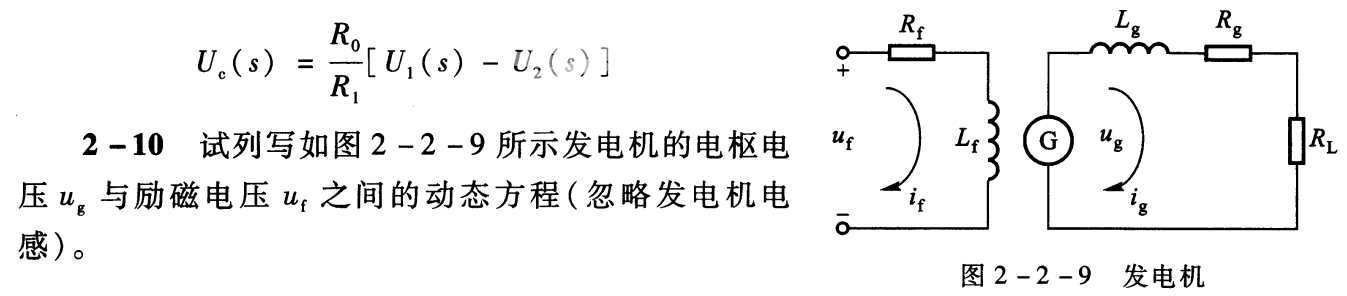 U_c(s) = R_0/R_1 [U_1(s) - U_2(s)]
2-10 试列写如图2-2-9所示发电机的电枢电
压 u_g 与励磁电压 u_f 之间的动态方程(忽略发电机电
感)。
R_f
+
u_f
L_f
i_f
−
L_g
R_g
G
u_g
i_g
R_L
图2-2-9 发电机